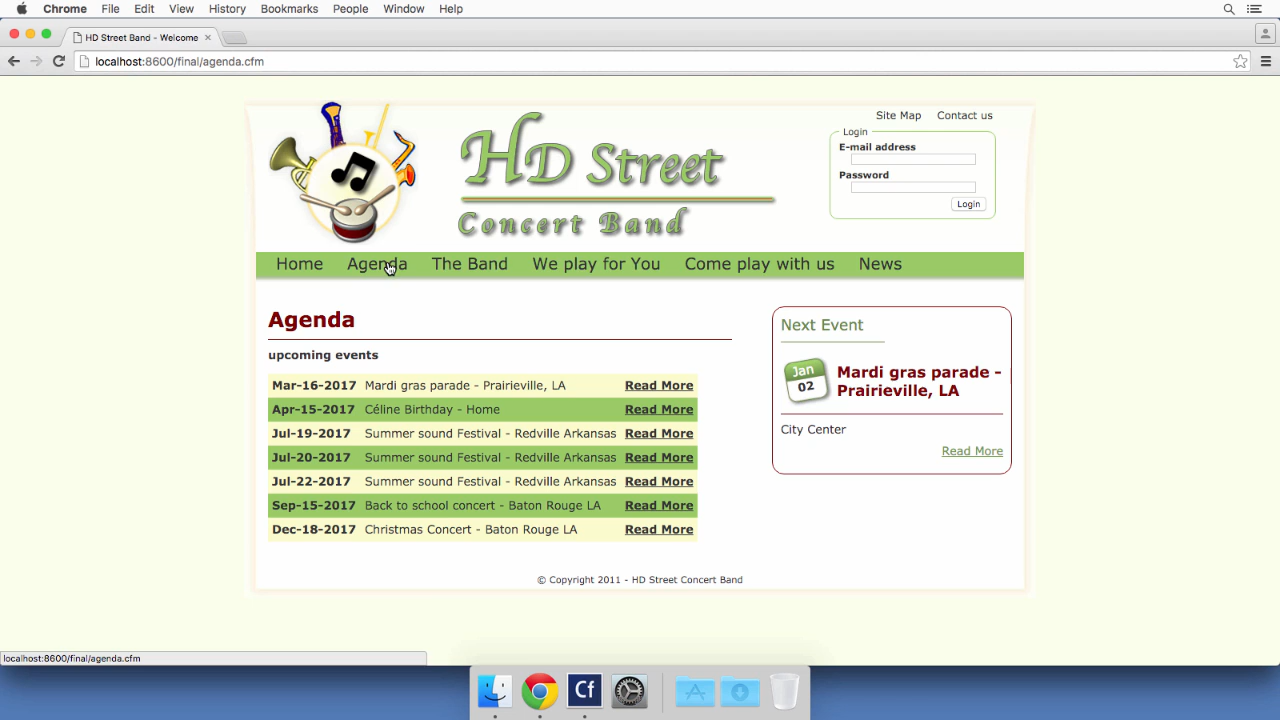 Chrome File Edit View History Bookmarks People Window Help
HD Street Band - Welcome
localhost:8600/final/agenda.cfm
Site Map Contact us
HD Street
Concert Band
Login
E-mail address
Password
Login
Home Agenda The Band We play for You Come play with us News
Agenda
upcoming events
Mar-16-2017 Mardi gras parade - Prairieville, LA Read More
Apr-15-2017 Céline Birthday - Home Read More
Jul-19-2017 Summer sound Festival - Redville Arkansas Read More
Jul-20-2017 Summer sound Festival - Redville Arkansas Read More
Jul-22-2017 Summer sound Festival - Redville Arkansas Read More
Sep-15-2017 Back to school concert - Baton Rouge LA Read More
Dec-18-2017 Christmas Concert - Baton Rouge LA Read More
Next Event
Jan
02
Mardi gras parade -
Prairieville, LA
City Center
Read More
© Copyright 2011 - HD Street Concert Band
localhost:8600/final/agenda.cfm
Cf